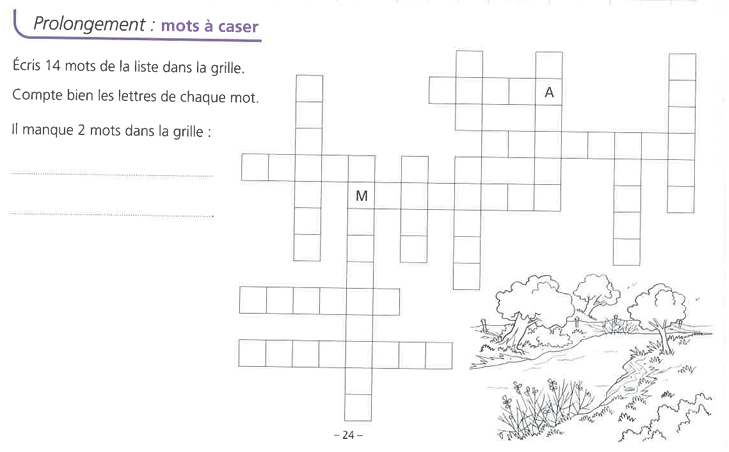 Prolongement : mots à caser
Écris 14 mots de la liste dans la grille.
Compte bien les lettres de chaque mot.
Il manque 2 mots dans la grille :
A
M
– 24 –